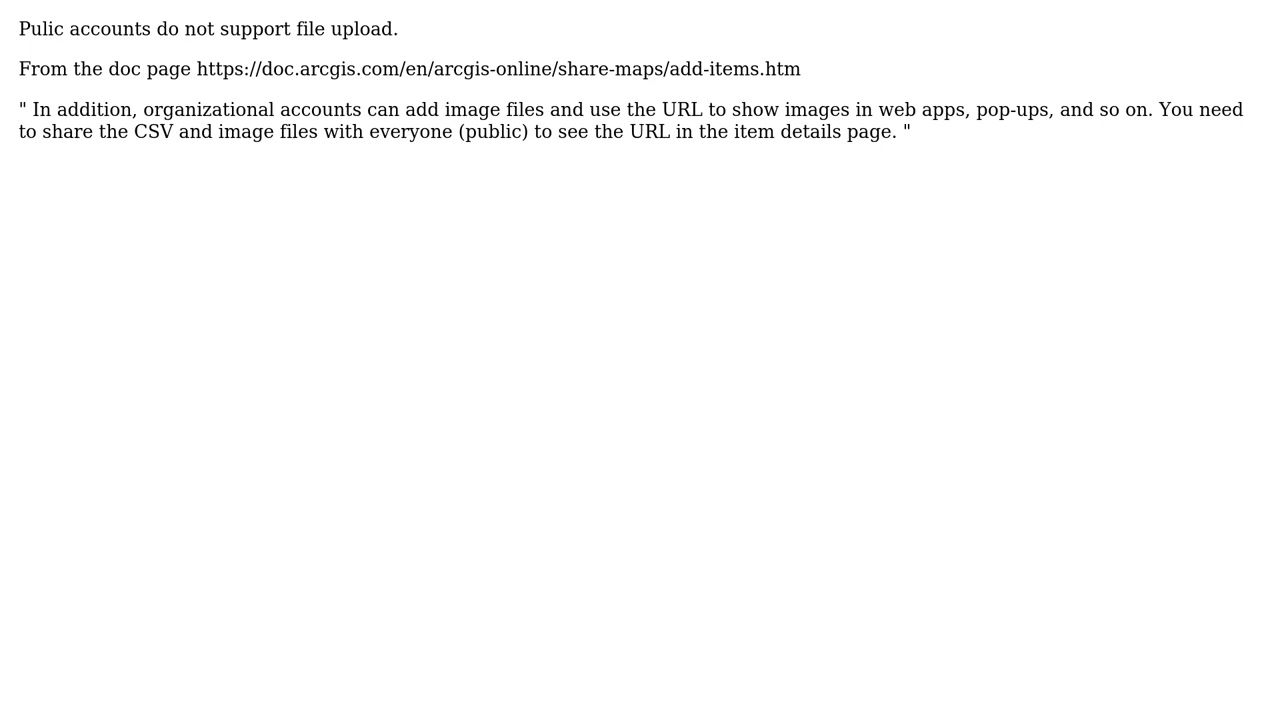 Pulic accounts do not support file upload.
From the doc page https://doc.arcgis.com/en/arcgis-online/share-maps/add-items.htm
" In addition, organizational accounts can add image files and use the URL to show images in web apps, pop-ups, and so on. You need
to share the CSV and image files with everyone (public) to see the URL in the item details page. "